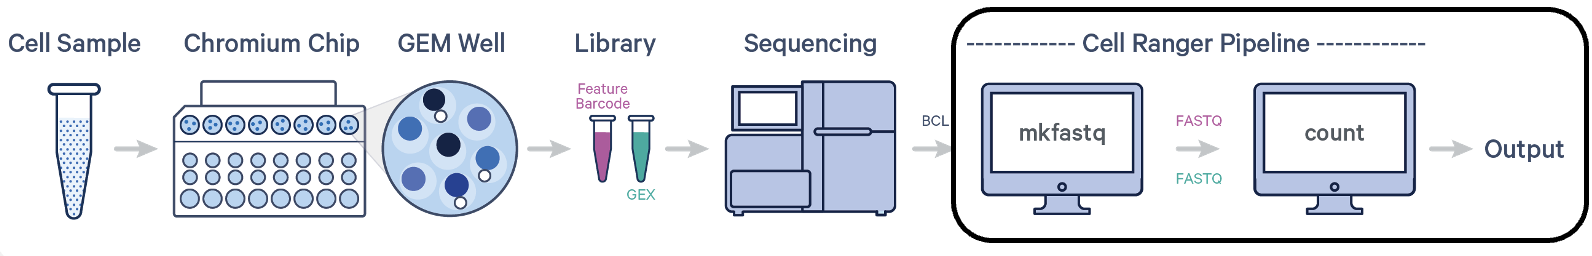 Cell Sample
Chromium Chip
GEM Well
Library
Sequencing
---------- Cell Ranger Pipeline ----------
Feature
Barcode
GEX
BCL
mkfastq
FASTQ
FASTQ
count
Output